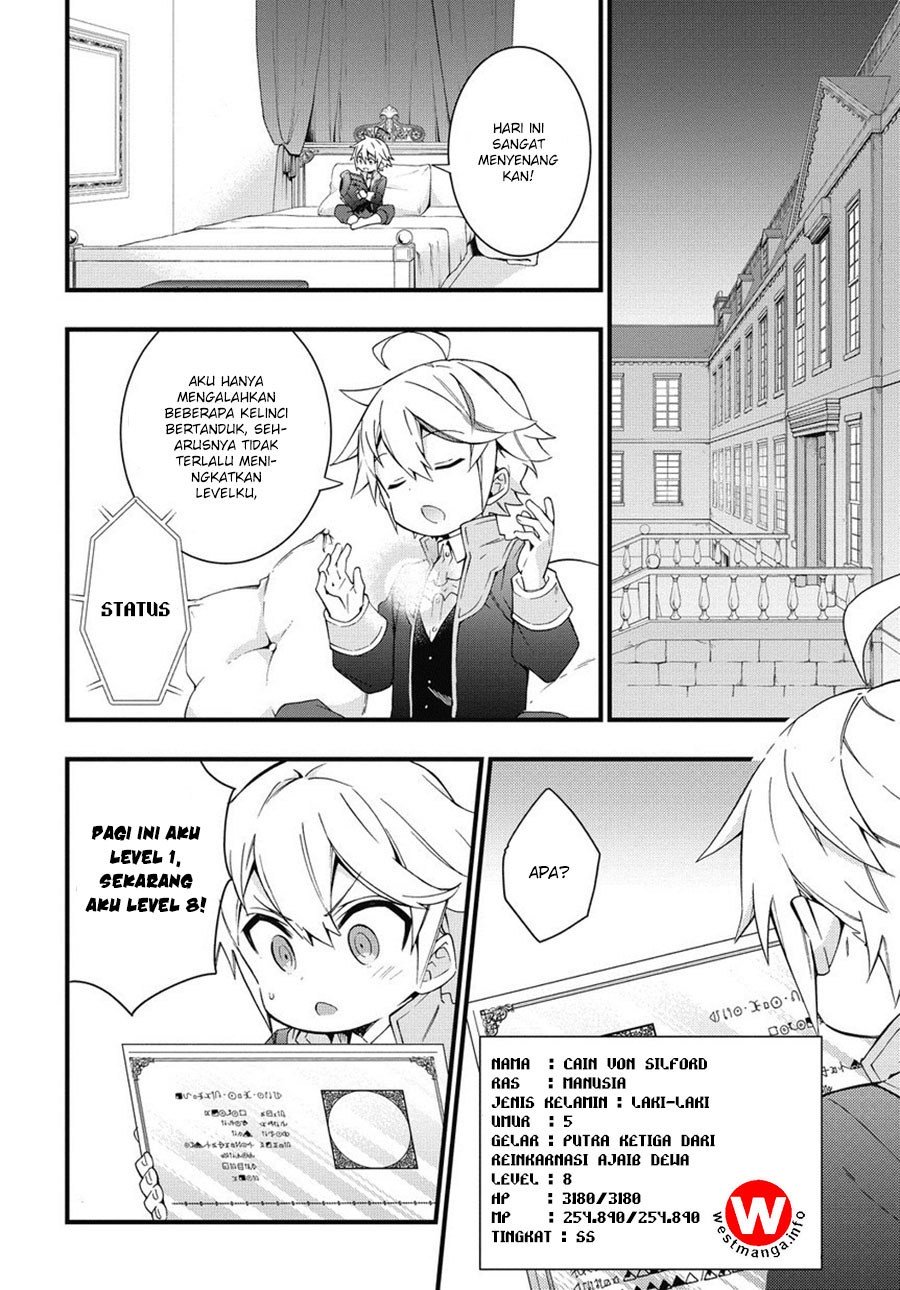 HARI INI
SANGAT
MENYENANG
KAN!
AKU HANYA
MENGALAHKAN
BEBERAPA KELINCI
BERTANDUK, SEH-
ARUSNYA TIDAK
TERLALU MENI-
NGKATKAN
LEVELKU,
STATUS
APA?
PAGI INI AKU
LEVEL 1,
SEKARANG
AKU LEVEL 8!
NAMA : CAIN VON SILFORD
RAS : MANUSIA
JENIS KELAMIN : LAKI-LAKI
UMUR : 5
GELAR : PUTRA KETIGA DARI
REINKARNASI AJAIB DEWA
LEVEL : 8
AP : 3180/3180
MP : 254.840/254.840
TINGKAT : SS
W
westmanga.info